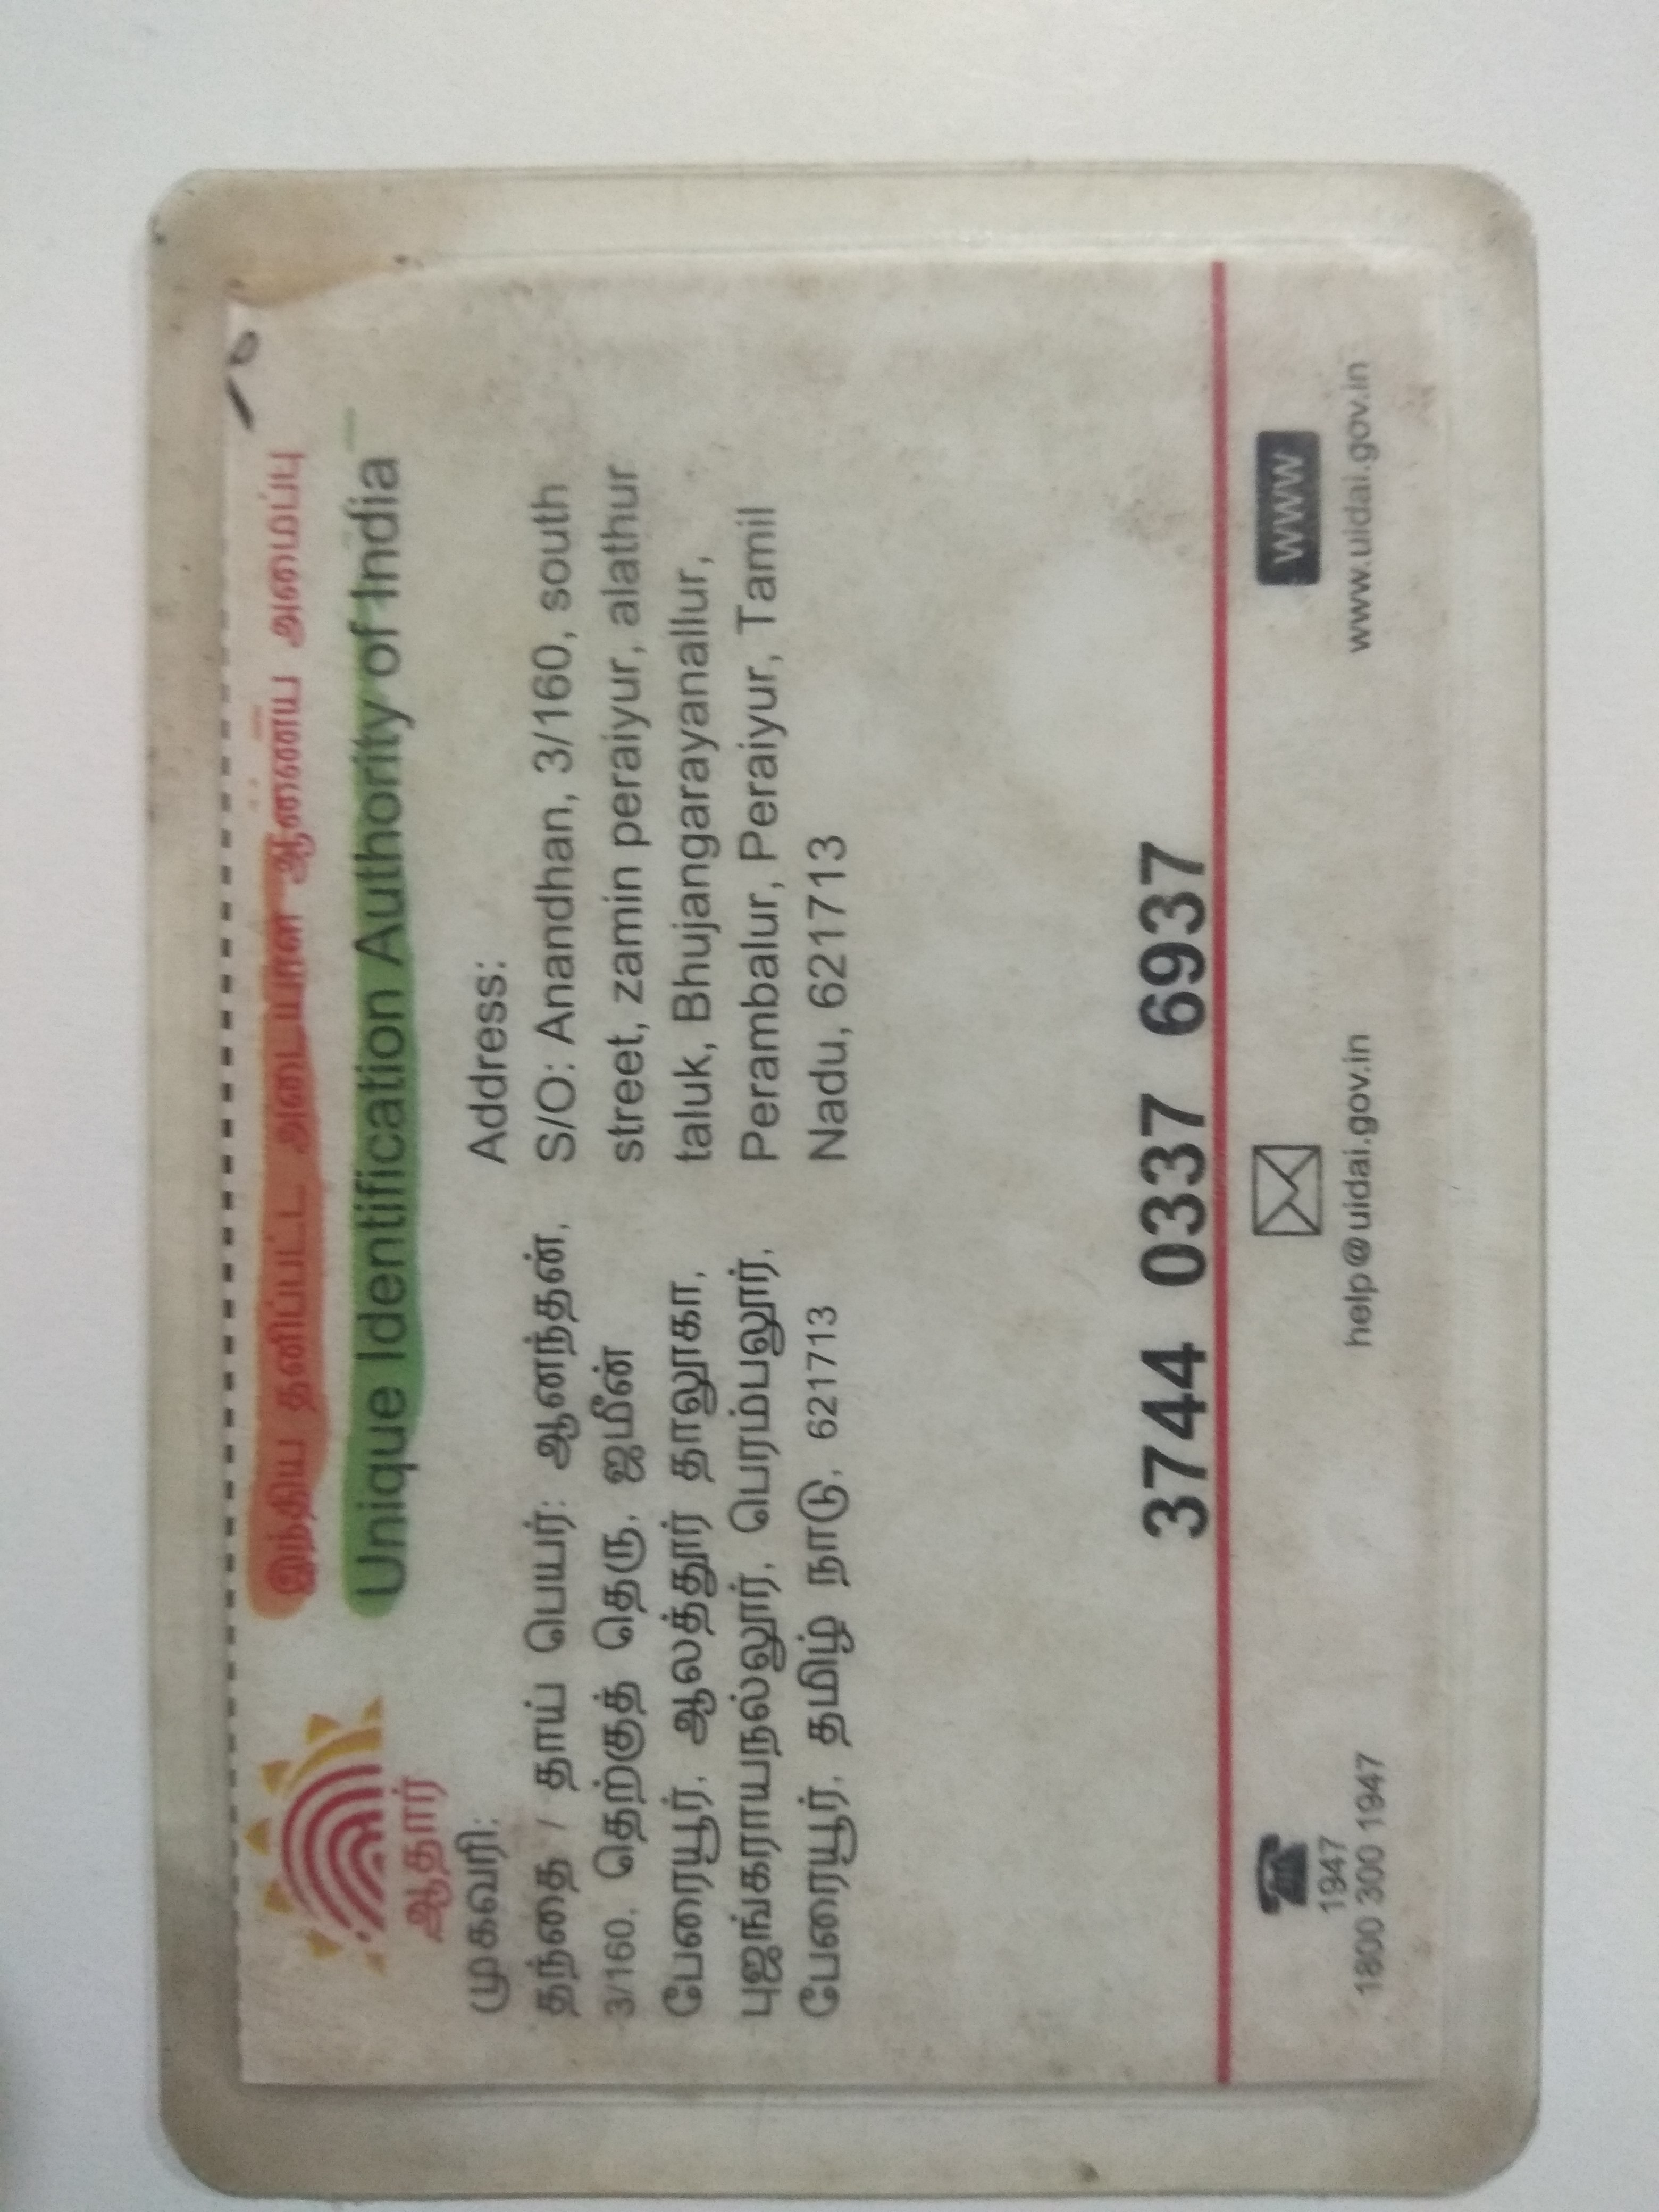 இந்திய தனிப்பட்ட அடையாள ஆணைய அமைப்பு
Unique Identification Authority of India
ஆதார்
முகவரி:
தந்தை / தாய் பெயர்: ஆனந்தன்,
3/160, தெற்குத் தெரு, ஜமீன்
பேரையூர், ஆலத்தூர் தாலூகா,
புஜங்கராயநல்லூர், பெரம்பலூர்,
பேரையூர், தமிழ் நாடு, 621713
Address:
S/O: Anandhan, 3/160, south
street, zamin peraiyur, alathur
taluk, Bhujangarayanallur,
Perambalur, Peraiyur, Tamil
Nadu, 621713
3744 0337 6937
1947
1800 300 1947
help@uidai.gov.in
WWW
www.uidai.gov.in